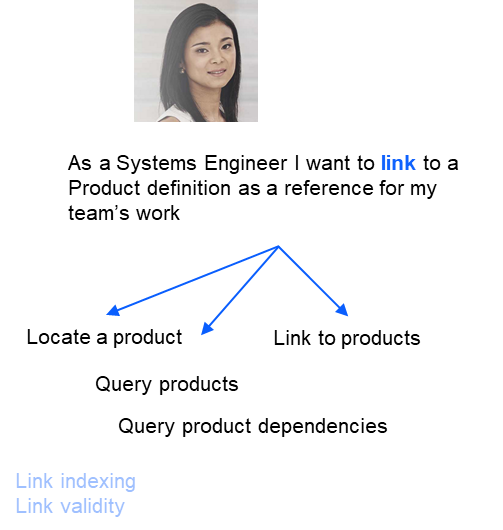 As a Systems Engineer I want to link to a
Product definition as a reference for my
team’s work
Locate a product
Link to products
Query products
Query product dependencies
Link indexing
Link validity